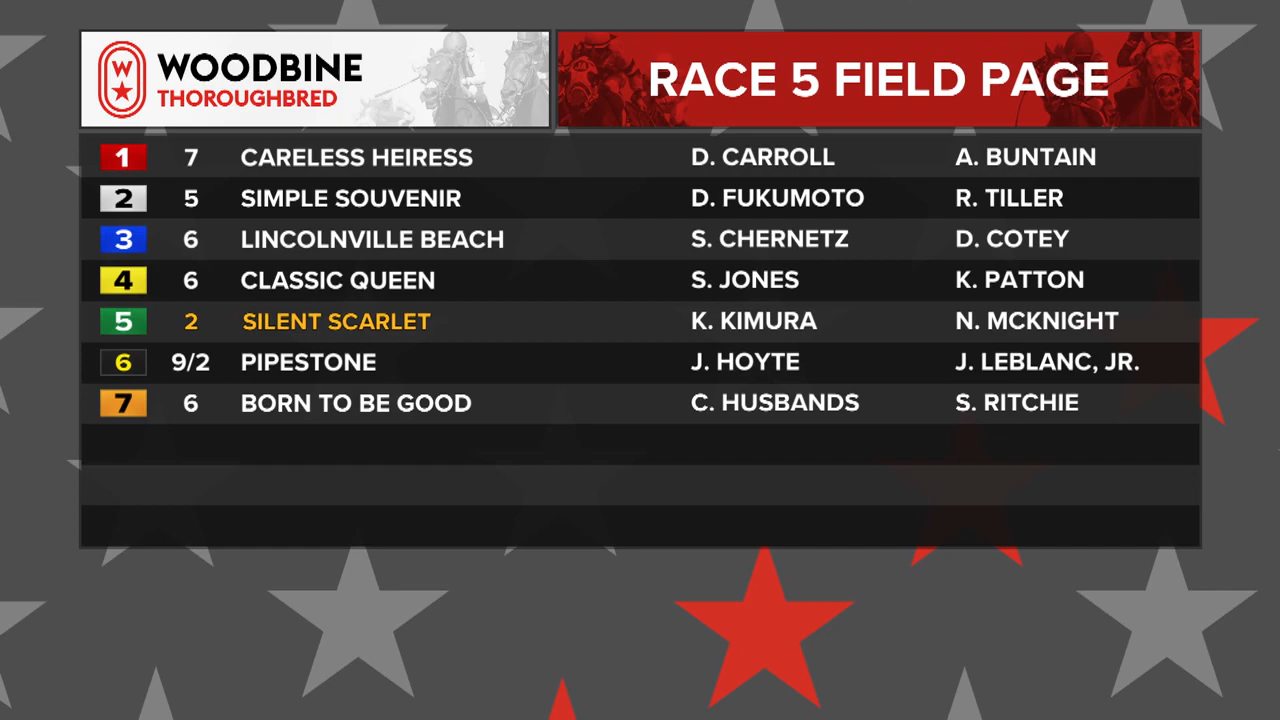 W
WOODBINE
THOROUGHBRED
RACE 5 FIELD PAGE
1 7 CARELESS HEIRESS D. CARROLL A. BUNTAIN
2 5 SIMPLE SOUVENIR D. FUKUMOTO R. TILLER
3 6 LINCOLNVILLE BEACH S. CHERNETZ D. COTEY
4 6 CLASSIC QUEEN S. JONES K. PATTON
5 2 SILENT SCARLET K. KIMURA N. MCKNIGHT
6 9/2 PIPESTONE J. HOYTE J. LEBLANC, JR.
7 6 BORN TO BE GOOD C. HUSBANDS S. RITCHIE